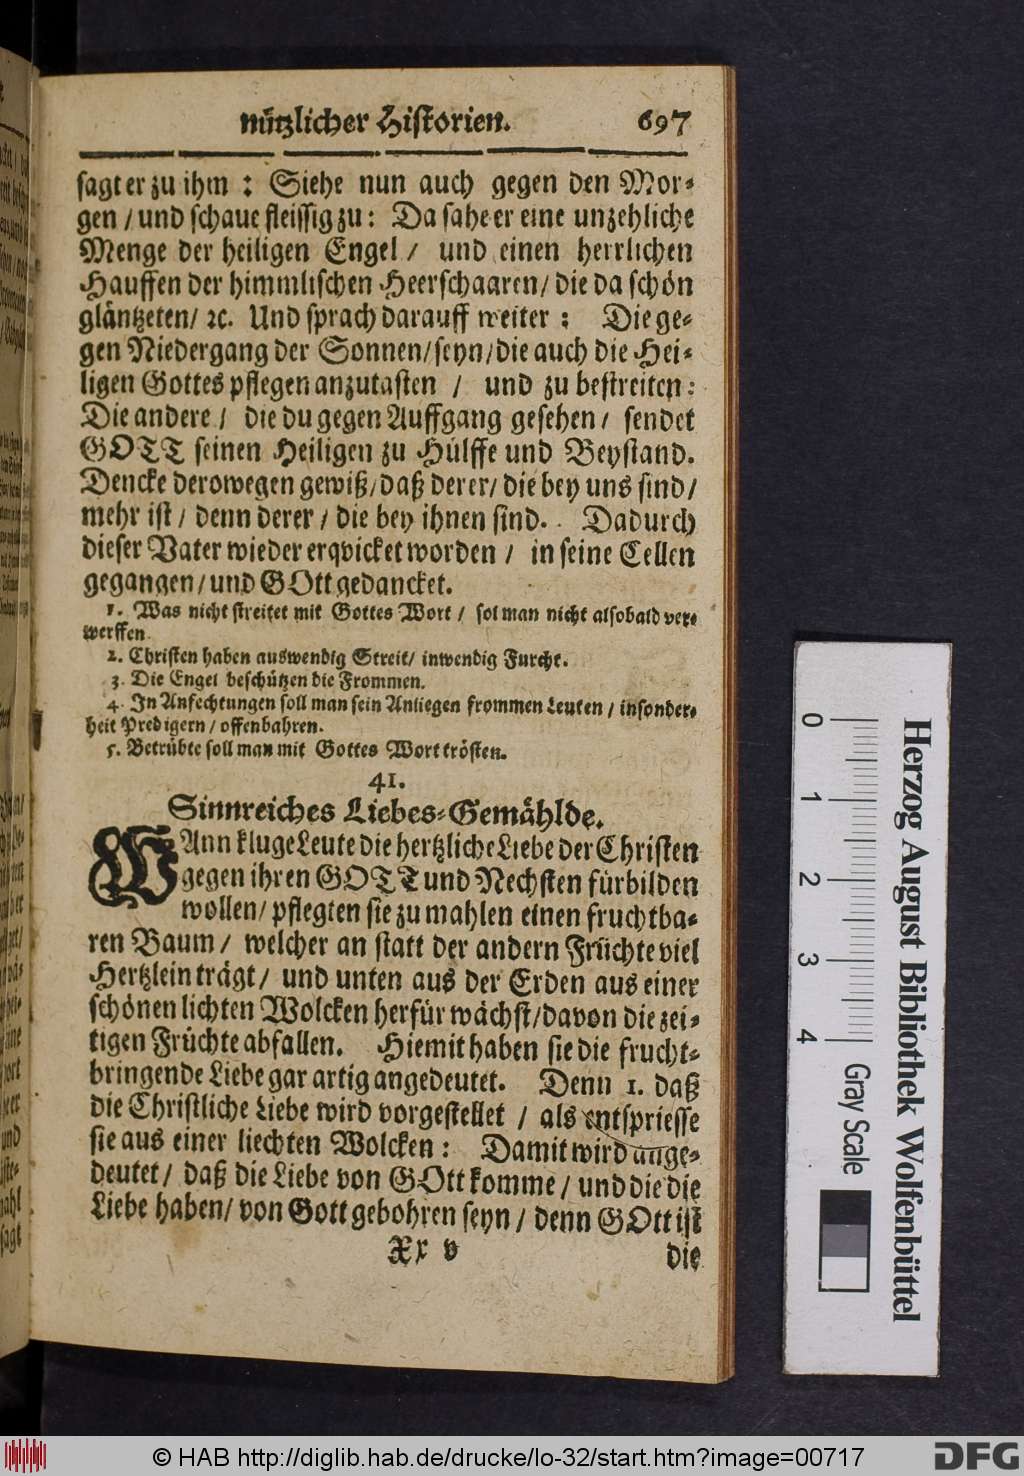 nützlicher Historien. 697
sagt er zu ihm : Siehe nun auch gegen den Mor-
gen / und schaue fleissig zu : Da sahe er eine unzehliche
Menge der heiligen Engel / und einen herrlichen
Hauffen der himmlischen Heerschaaren / die da schön
gläntzeten / ꝛc. Und sprach darauff weiter : Die ge-
gen Niedergang der Sonnen / seyn / die auch die Hei-
ligen Gottes pflegen anzutasten / und zu bestreiten :
Die andere / die du gegen Auffgang gesehen / sendet
GOTT seinen Heiligen zu Hülffe und Beystand.
Dencke derowegen gewiß / daß derer / die bey uns sind /
mehr ist / denn derer / die bey ihnen sind. Dadurch
dieser Vater wieder erqvicket worden / in seine Cellen
gegangen / und GOtt gedancket.
1. Was nicht streitet mit Gottes Wort / sol man nicht alsobald ver-
werffen.
2. Christen haben auswendig Streit / inwendig Furcht.
3. Die Engel beschützen die Frommen.
4. In Anfechtungen soll man sein Anliegen frommen Leuten / insonder-
heit Predigern / offenbahren.
5. Betrübte soll man mit Gottes Wort trösten.
41.
Sinnreiches Liebes-Gemählde.
WAnn kluge Leute die hertzliche Liebe der Christen
gegen ihren GOTT und Nechsten fürbilden
wollen / pflegten sie zu mahlen einen fruchtba-
ren Baum / welcher an statt der andern Früchte viel
Hertzlein trägt / und unten aus der Erden aus einer
schönen lichten Wolcken herfür wächst / davon die zei-
tigen Früchte abfallen. Hiemit haben sie die frucht-
bringende Liebe gar artig angedeutet. Denn 1. daß
die Christliche Liebe wird vorgestellet / als entspriesse
sie aus einer liechten Wolcken : Damit wird ange-
deutet / daß die Liebe von GOtt komme / und die die
Liebe haben / von Gott gebohren seyn / denn GOtt ist
Xx v die
0 1 2 3 4
Gray Scale
Herzog August Bibliothek Wolfenbüttel
© HAB http://diglib.hab.de/drucke/lo-32/start.htm?image=00717
DFG